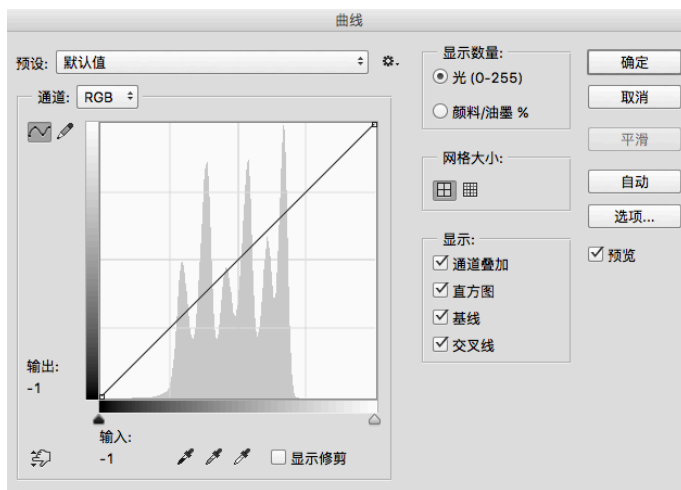 曲线
预设: 默认值
通道: RGB
输出:
-1
输入:
-1
显示修剪
显示数量:
光 (0-255)
颜料/油墨 %
网格大小:
显示:
通道叠加
直方图
基线
交叉线
确定
取消
平滑
自动
选项...
预览